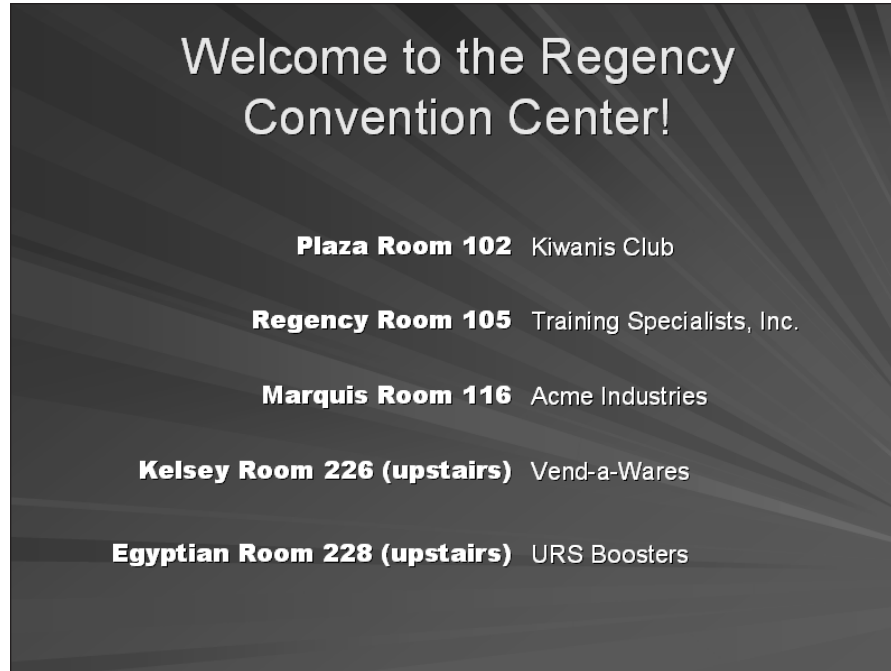 Welcome to the Regency
Convention Center!
Plaza Room 102 Kiwanis Club
Regency Room 105 Training Specialists, Inc.
Marquis Room 116 Acme Industries
Kelsey Room 226 (upstairs) Vend-a-Wares
Egyptian Room 228 (upstairs) URS Boosters